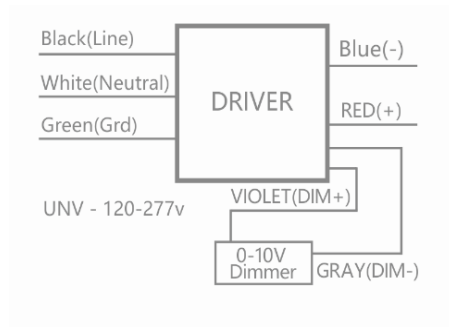 Black(Line)
Blue(-)
White(Neutral)
DRIVER
RED(+)
Green(Grd)
VIOLET(DIM+)
UNV - 120-277v
0-10V
Dimmer
GRAY(DIM-)